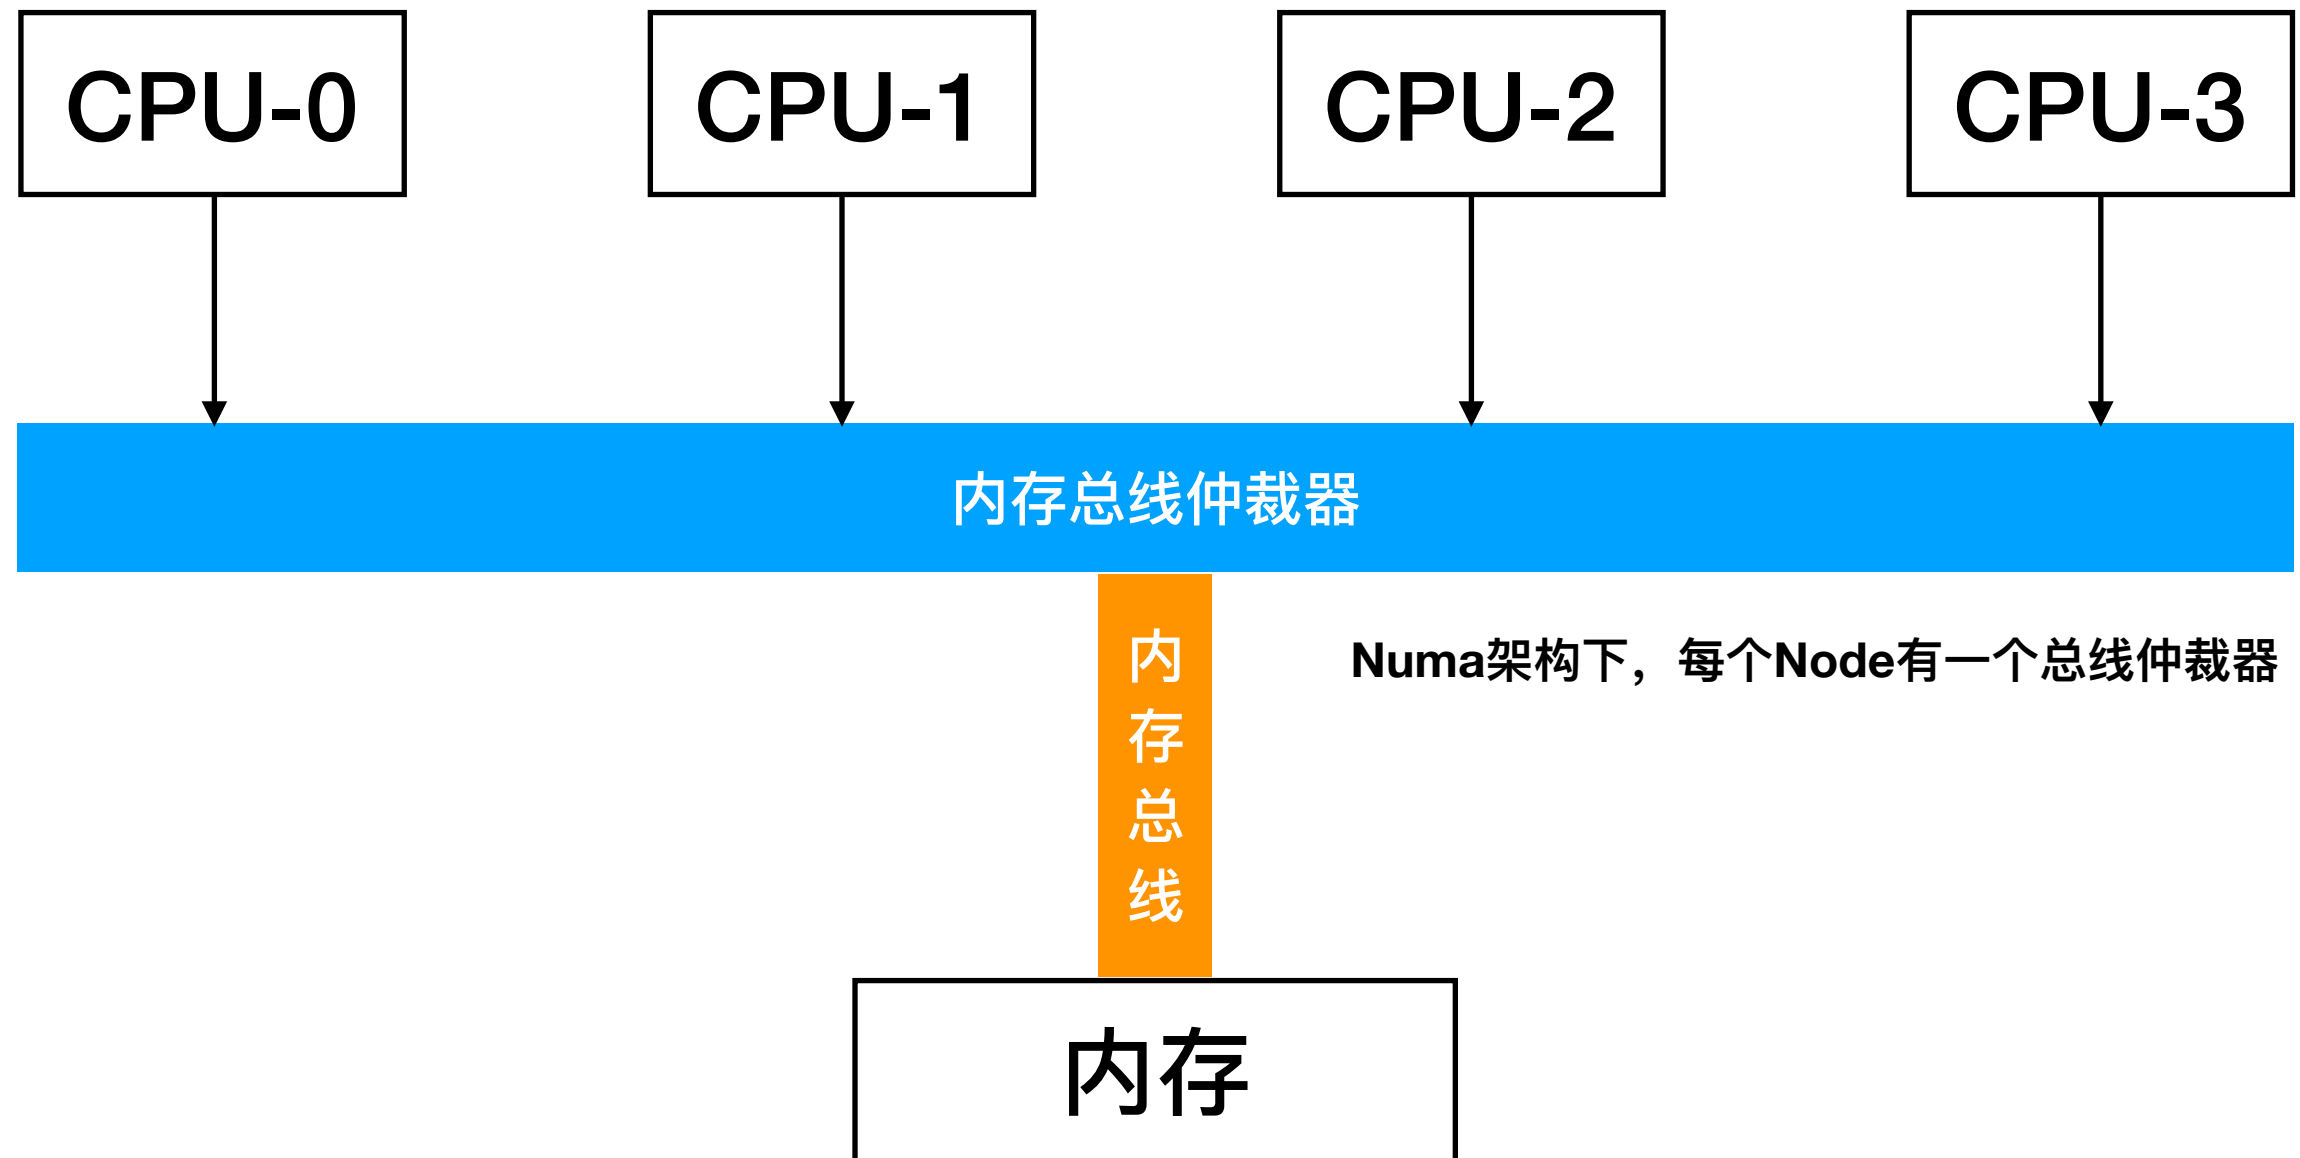 CPU-0
CPU-1
CPU-2
CPU-3
内存总线仲裁器
内
存
总
线
Numa架构下，每个Node有一个总线仲裁器
内存